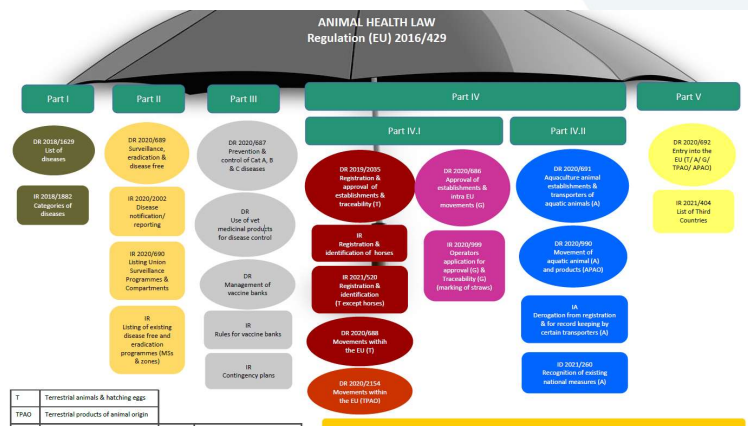 ANIMAL HEALTH LAW
Regulation (EU) 2016/429
Part I
Part II
Part III
Part IV
Part V
Part IV.I
Part IV.II
DR 2018/1629
List of
diseases
IR 2018/1882
Categories of
diseases
DR 2020/689
Surveillance,
eradication &
disease free
IR 2020/2002
Disease
notification/
reporting
IR 2020/690
Listing Union
Surveillance
Programmes &
Compartments
IR
Listing of existing
disease free and
eradication
programmes (MSs
& zones)
DR 2020/687
Prevention &
control of Cat A, B
& C diseases
DR
Use of vet
medicinal products
for disease control
DR
Management of
vaccine banks
IR
Rules for vaccine banks
IR
Contingency plans
DR 2019/2035
Registration &
approval of
establishments &
traceability (T)
IR
Registration &
identification of horses
IR 2021/520
Registration &
identification
(T except horses)
DR 2020/688
Movements within
the EU (T)
DR 2020/2154
Movements within
the EU (TPAO)
DR 2020/686
Approval of
establishments &
intra EU
movements (G)
IR 2020/999
Operators
application for
approval (G) &
Traceability (G)
(marking of straws)
DR 2020/691
Aquaculture animal
establishments &
transporters of
aquatic animals (A)
DR 2020/990
Movement of
aquatic animal (A)
and products (APAO)
IA
Derogation from registration
& for record keeping by
certain transporters (A)
ID 2021/260
Recognition of existing
national measures (A)
DR 2020/692
Entry into the
EU (T/ A/ G/
TPAO/ APAO)
IR 2021/404
List of Third
Countries
T Terrestrial animals & hatching eggs
TPAO Terrestrial products of animal origin